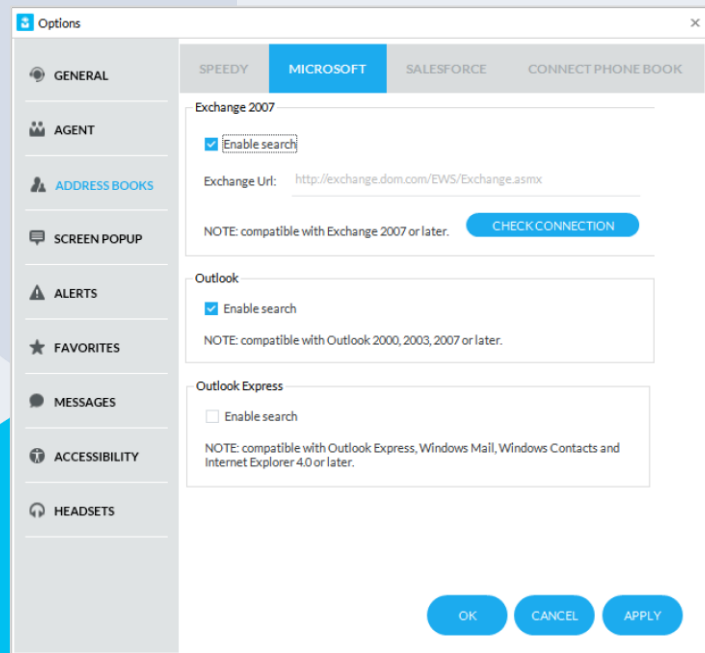 Options
GENERAL
AGENT
ADDRESS BOOKS
SCREEN POPUP
ALERTS
FAVORITES
MESSAGES
ACCESSIBILITY
HEADSETS
SPEEDY MICROSOFT SALESFORCE CONNECT PHONE BOOK
Exchange 2007
Enable search
Exchange Url: http://exchange.dom.com/EWS/Exchange.asmx
NOTE: compatible with Exchange 2007 or later. CHECK CONNECTION
Outlook
Enable search
NOTE: compatible with Outlook 2000, 2003, 2007 or later.
Outlook Express
Enable search
NOTE: compatible with Outlook Express, Windows Mail, Windows Contacts and
Internet Explorer 4.0 or later.
OK CANCEL APPLY